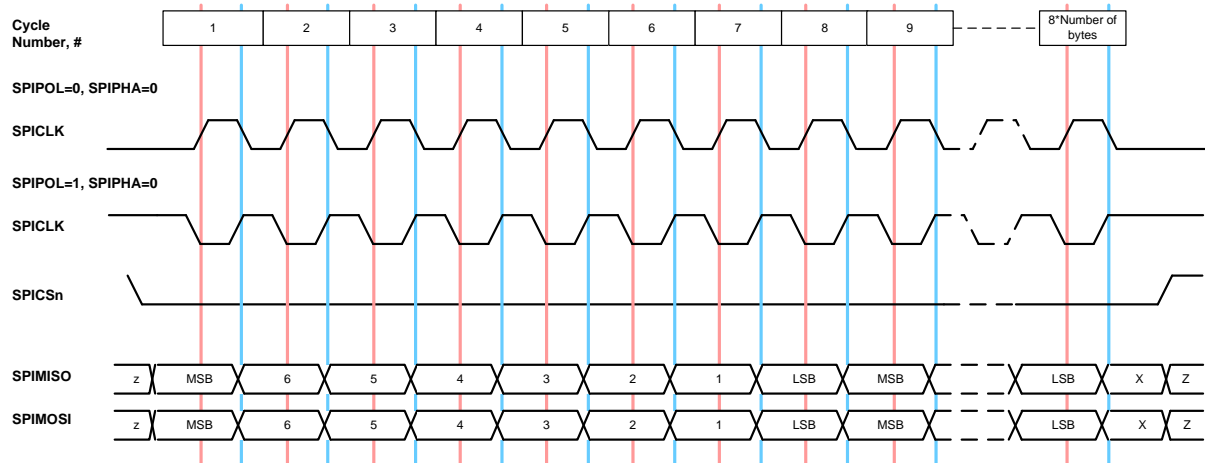 Cycle
Number, #
1 2 3 4 5 6 7 8 9
8*Number of
bytes
SPIPOL=0, SPIPHA=0
SPICLK
SPIPOL=1, SPIPHA=0
SPICLK
SPICSn
SPIMISO z MSB 6 5 4 3 2 1 LSB MSB LSB X Z
SPIMOSI z MSB 6 5 4 3 2 1 LSB MSB LSB X Z